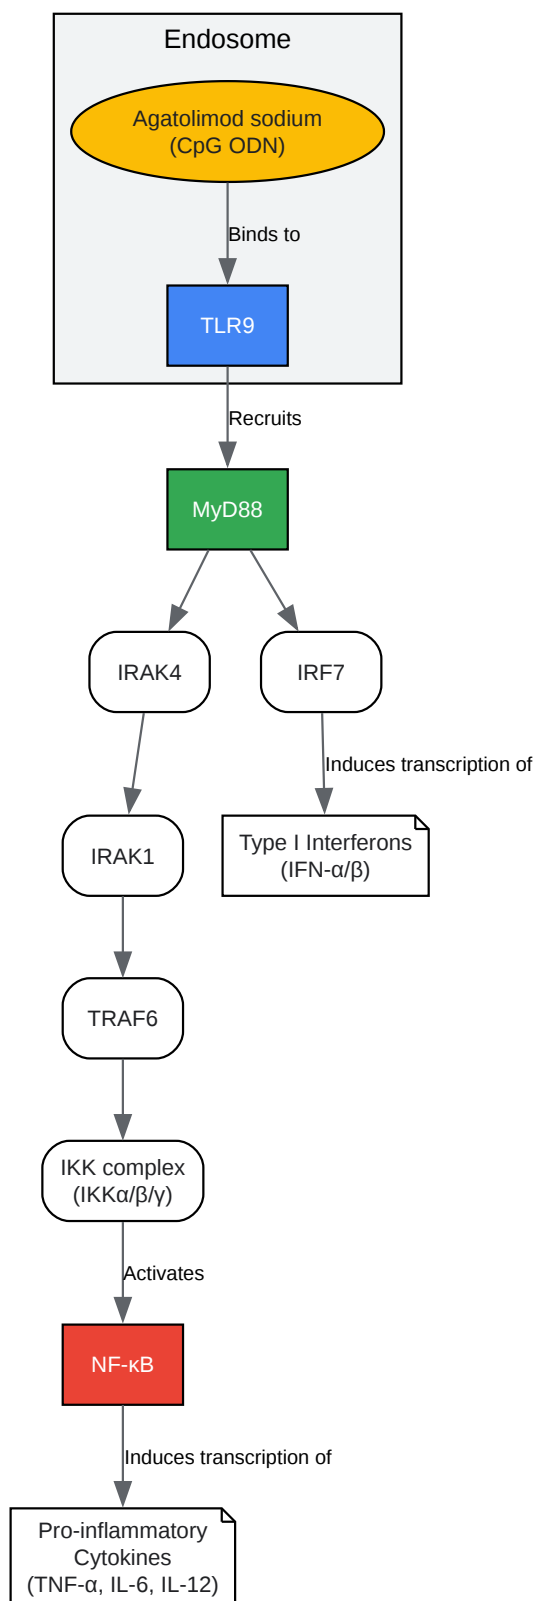 Endosome
Agatolimod sodium
(CpG ODN)
Binds to
TLR9
Recruits
MyD88
IRAK4
IRF7
Induces transcription of
IRAK1
Type I Interferons
(IFN-α/β)
TRAF6
IKK complex
(IKKα/β/γ)
Activates
NF-κB
Induces transcription of
Pro-inflammatory
Cytokines
(TNF-α, IL-6, IL-12)